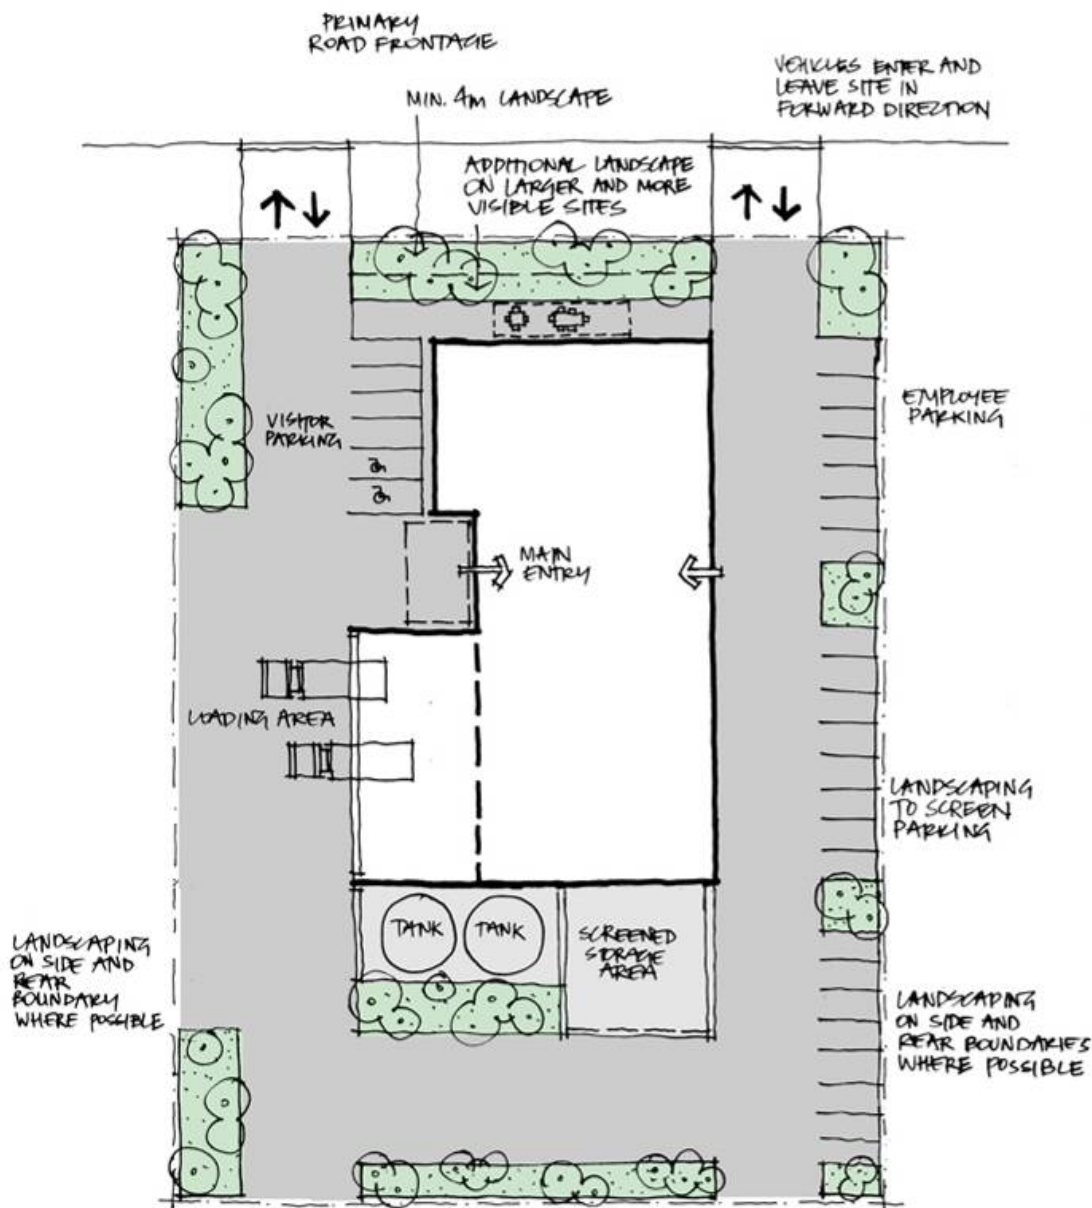 PRIMARY
ROAD FRONTAGE
VEHICLES ENTER AND
LEAVE SITE IN
FORWARD DIRECTION
MIN. 4m LANDSCAPE
ADDITIONAL LANDSCAPE
ON LARGER AND MORE
VISIBLE SITES
VISITOR
PARKING
EMPLOYEE
PARKING
MAIN
ENTRY
LOADING AREA
LANDSCAPING
TO SCREEN
PARKING
TANK
TANK
SCREENED
STORAGE
AREA
LANDSCAPING
ON SIDE AND
REAR
BOUNDARY
WHERE POSSIBLE
LANDSCAPING
ON SIDE AND
REAR BOUNDARIES
WHERE POSSIBLE